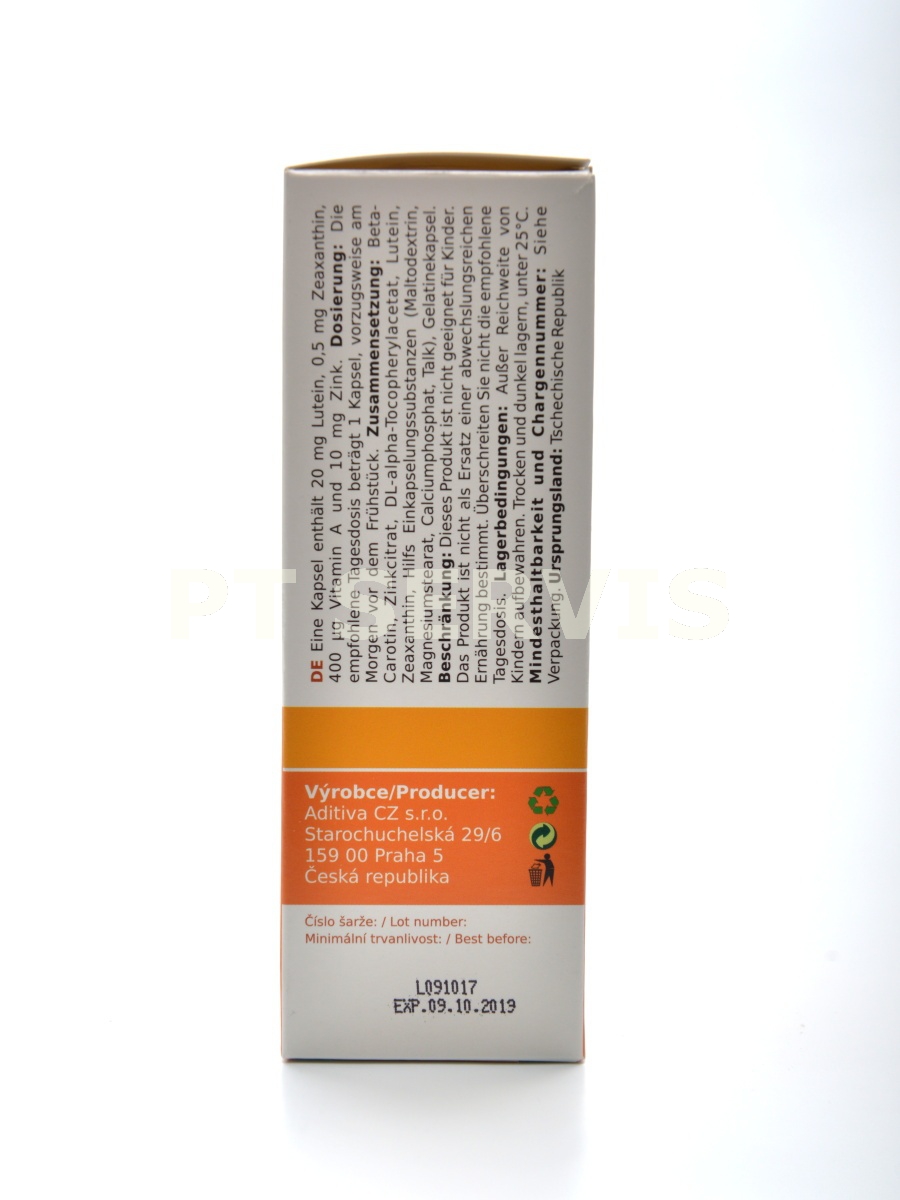 DE Eine Kapsel enthält 20 mg Lutein, 0,5 mg Zeaxanthin,
400 µg Vitamin A und 10 mg Zink. Dosierung: Die
empfohlene Tagesdosis beträgt 1 Kapsel, vorzugsweise am
Morgen vor dem Frühstück. Zusammensetzung: Beta-
Carotin, Zinkcitrat, DL-alpha-Tocopherylacetat, Lutein,
Zeaxanthin, Hilfs Einkapselungssubstanzen (Maltodextrin,
Magnesiumstearat, Calciumphosphat, Talk), Gelatinekapsel.
Beschränkung: Dieses Produkt ist nicht geeignet für Kinder.
Das Produkt ist nicht als Ersatz einer abwechslungsreichen
Ernährung bestimmt. Überschreiten Sie nicht die empfohlene
Tagesdosis. Lagerbedingungen: Außer Reichweite von
Kindern aufbewahren. Trocken und dunkel lagern, unter 25°C.
Mindesthaltbarkeit und Chargennummer: Siehe
Verpackung. Ursprungsland: Tschechische Republik
PT SERVIS
Výrobce/Producer:
Aditiva CZ s.r.o.
Starochuchelská 29/6
159 00 Praha 5
Česká republika
Číslo šarže: / Lot number:
Minimální trvanlivost: / Best before:
L091017
EXP.09.10.2019